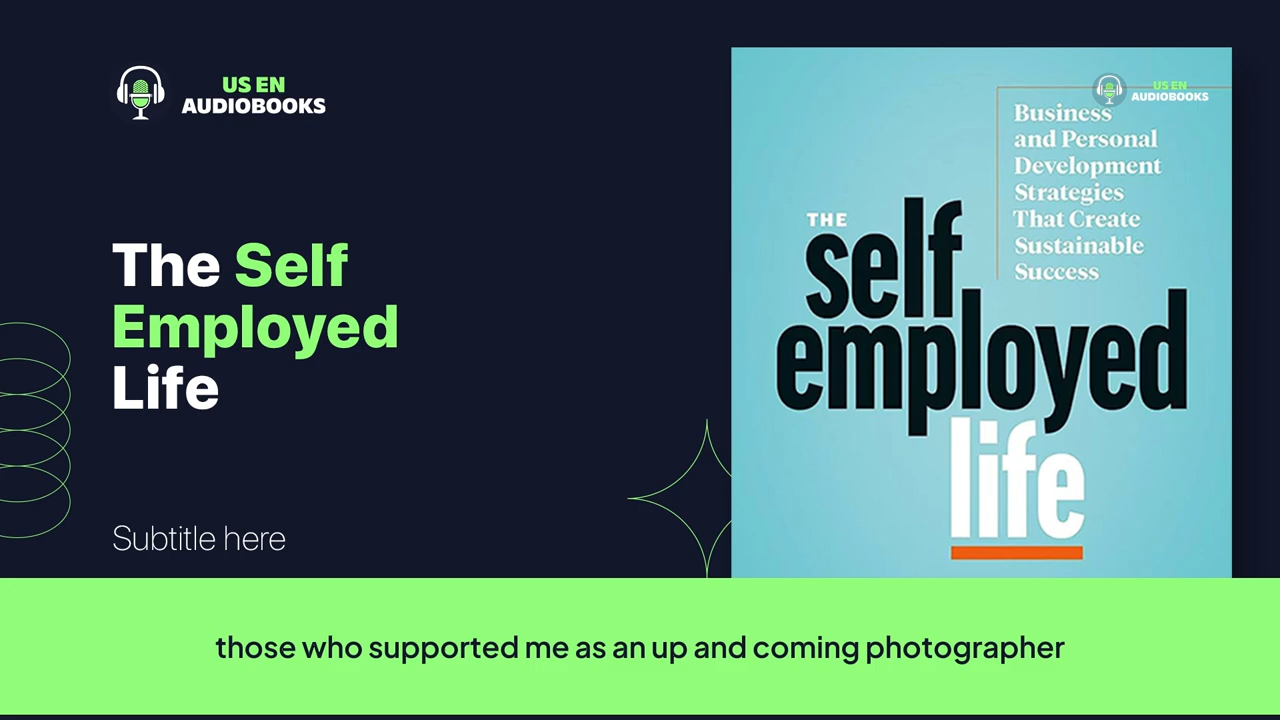 US EN
AUDIOBOOKS
The Self
Employed
Life
Subtitle here
US EN
AUDIOBOOKS
Business
and Personal
Development
Strategies
That Create
Sustainable
Success
THE
self
employed
life
those who supported me as an up and coming photographer